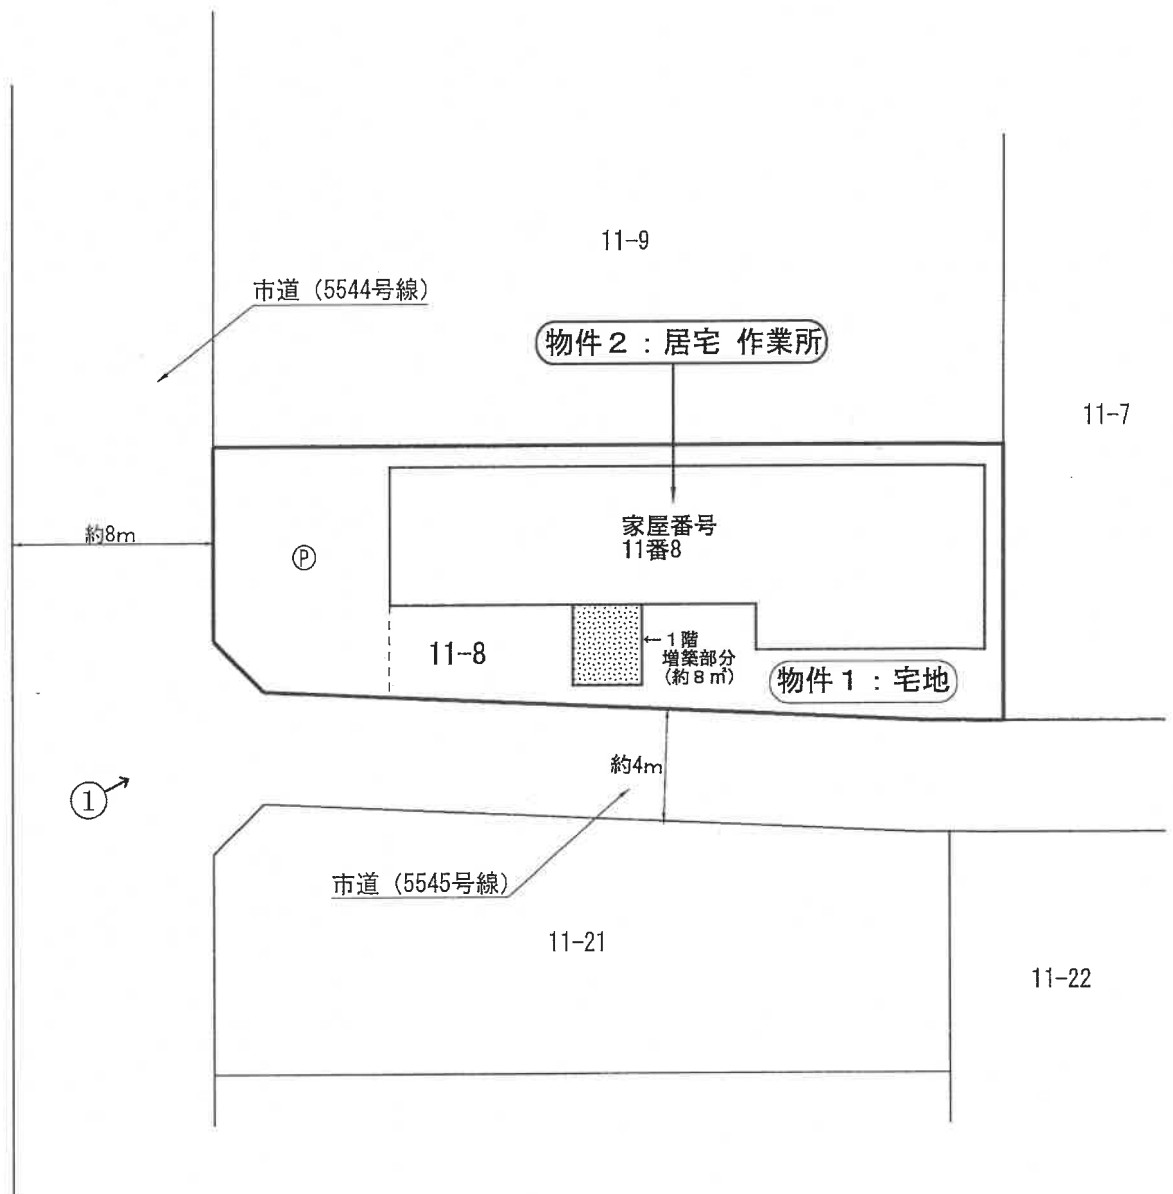 11-9
市道（5544号線）
物件２：居宅 作業所
11-7
約8m
Ⓟ
家屋番号
11番8
11-8
←１階
増築部分
（約８㎡）
物件１：宅地
約4m
①
市道（5545号線）
11-21
11-22